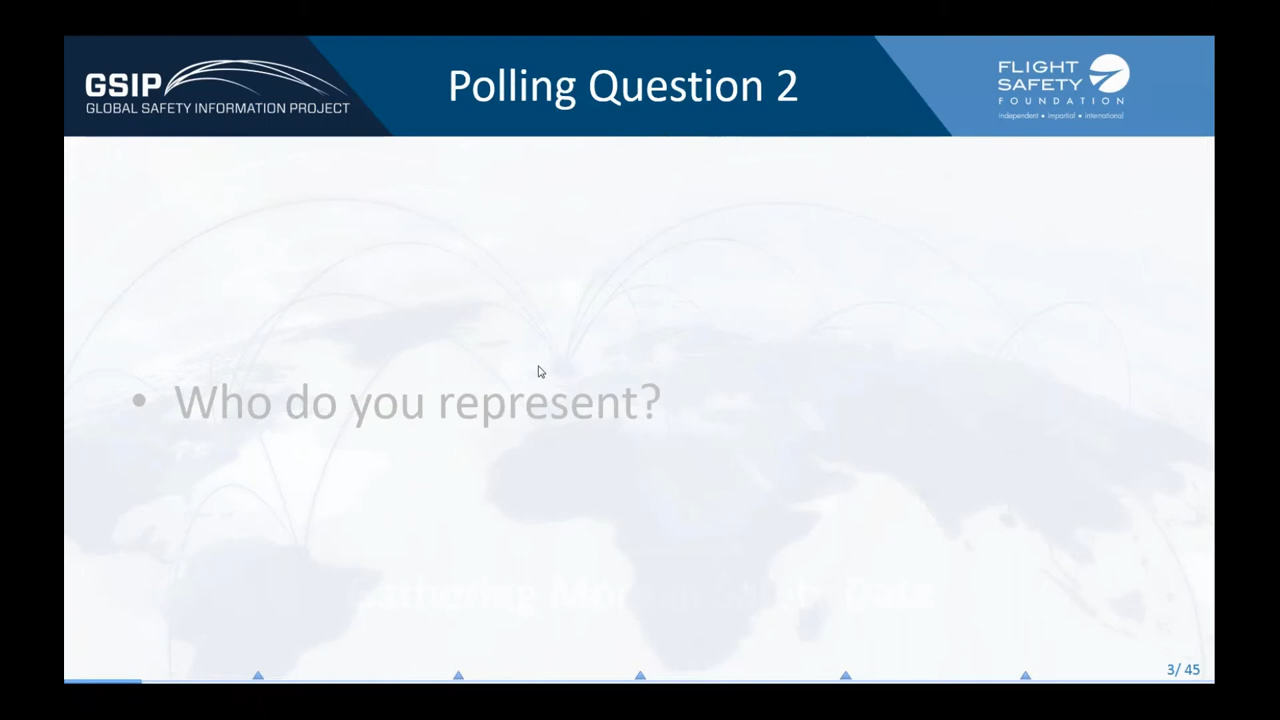 GSIP
GLOBAL SAFETY INFORMATION PROJECT
Polling Question 2
FLIGHT
SAFETY
FOUNDATION
independent • impartial • international
• Who do you represent?
3/ 45